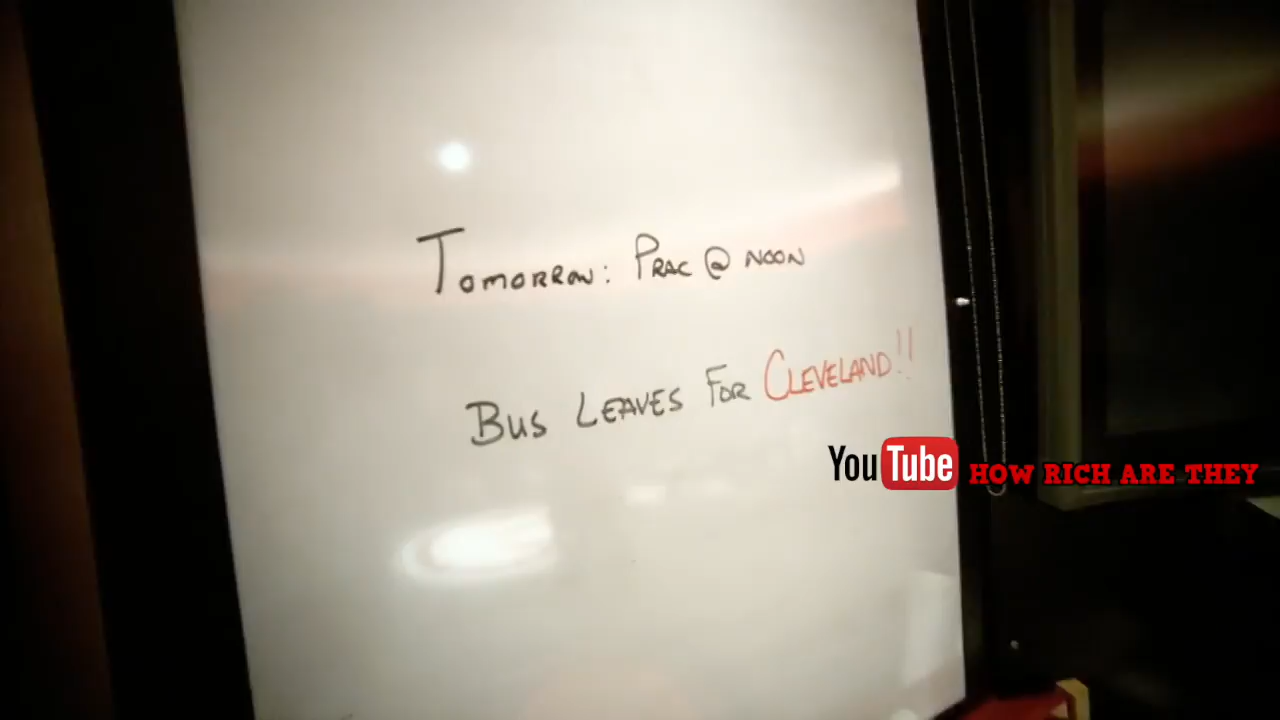 TOMORROW: PRAC @ NOON
BUS LEAVES FOR CLEVELAND!!
YouTube HOW RICH ARE THEY